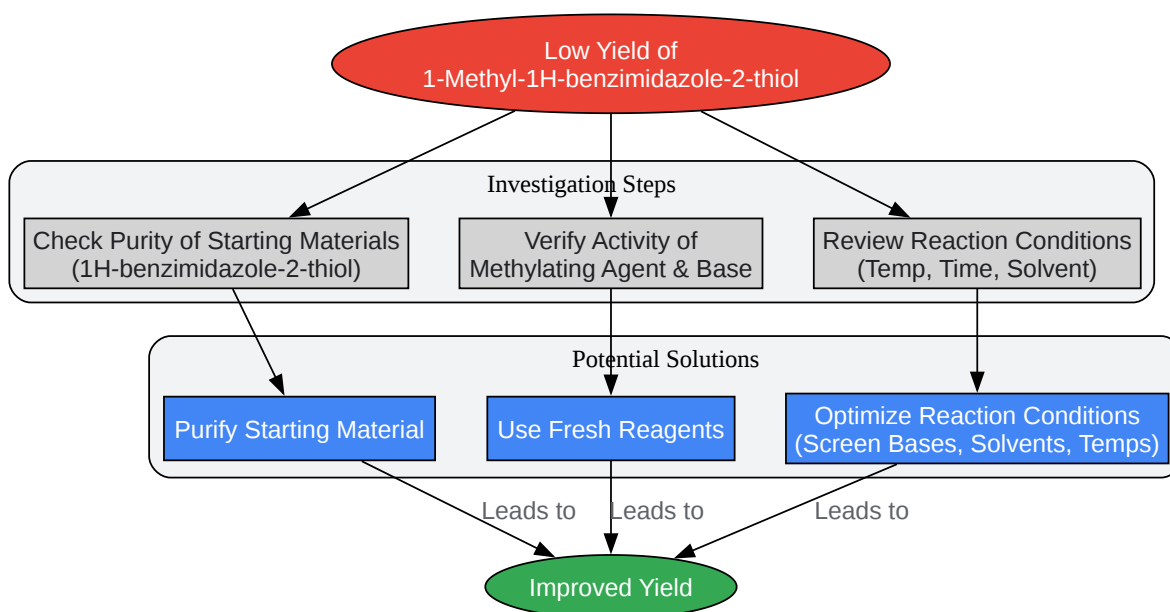 Low Yield of
1-Methyl-1H-benzimidazole-2-thiol
Investigation Steps
Check Purity of Starting Materials
(1H-benzimidazole-2-thiol)
Verify Activity of
Methylating Agent & Base
Review Reaction Conditions
(Temp, Time, Solvent)
Potential Solutions
Purify Starting Material
Use Fresh Reagents
Optimize Reaction Conditions
(Screen Bases, Solvents, Temps)
Leads to
Leads to
Leads to
Improved Yield